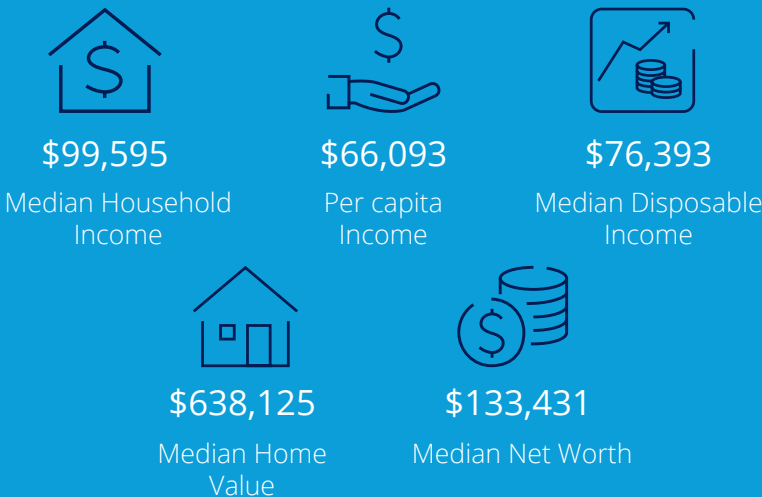 $99,595
Median Household
Income
$66,093
Per capita
Income
$76,393
Median Disposable
Income
$638,125
Median Home
Value
$133,431
Median Net Worth